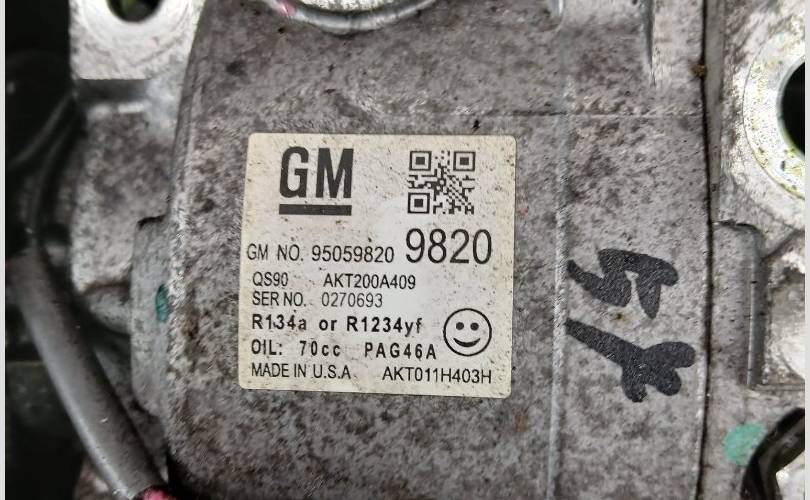 GM
GM NO. 95059820 9820
QS90 AKT200A409
SER NO. 0270693
R134a or R1234yf
OIL: 70cc PAG46A
MADE IN U.S.A AKT011H403H